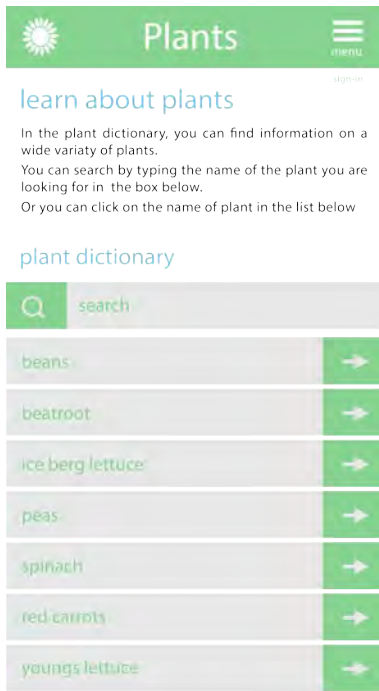 Plants
menu
sign-in
learn about plants
In the plant dictionary, you can find information on a
wide variaty of plants.
You can search by typing the name of the plant you are
looking for in the box below.
Or you can click on the name of plant in the list below
plant dictionary
search
beans
beatroot
ice berg lettuce
peas
spinach
red carrots
youngs lettuce